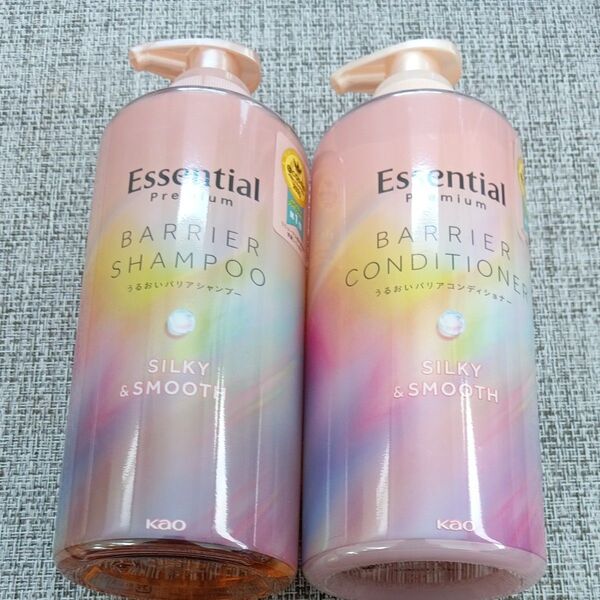 Essential
Premium
BARRIER
SHAMPOO
うるおいバリアシャンプー
SILKY
& SMOOTH
Kao
Essential
Premium
BARRIER
CONDITIONER
うるおいバリアコンディショナー
SILKY
& SMOOTH
Kao